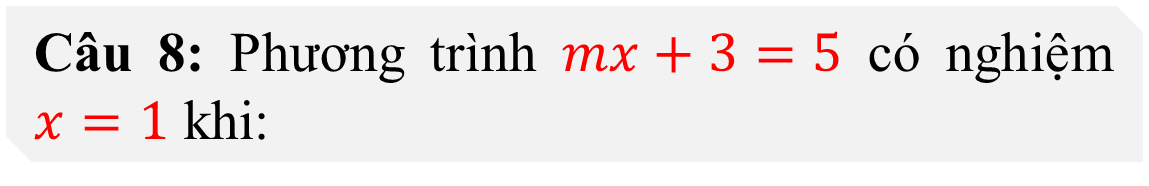 Câu 8: Phương trình mx + 3 = 5 có nghiệm
x = 1 khi: